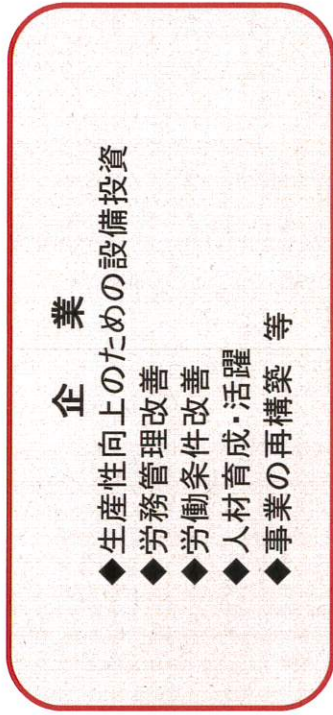 企 業
◆生産性向上のための設備投資
◆労務管理改善
◆労働条件改善
◆人材育成・活躍
◆事業の再構築 等